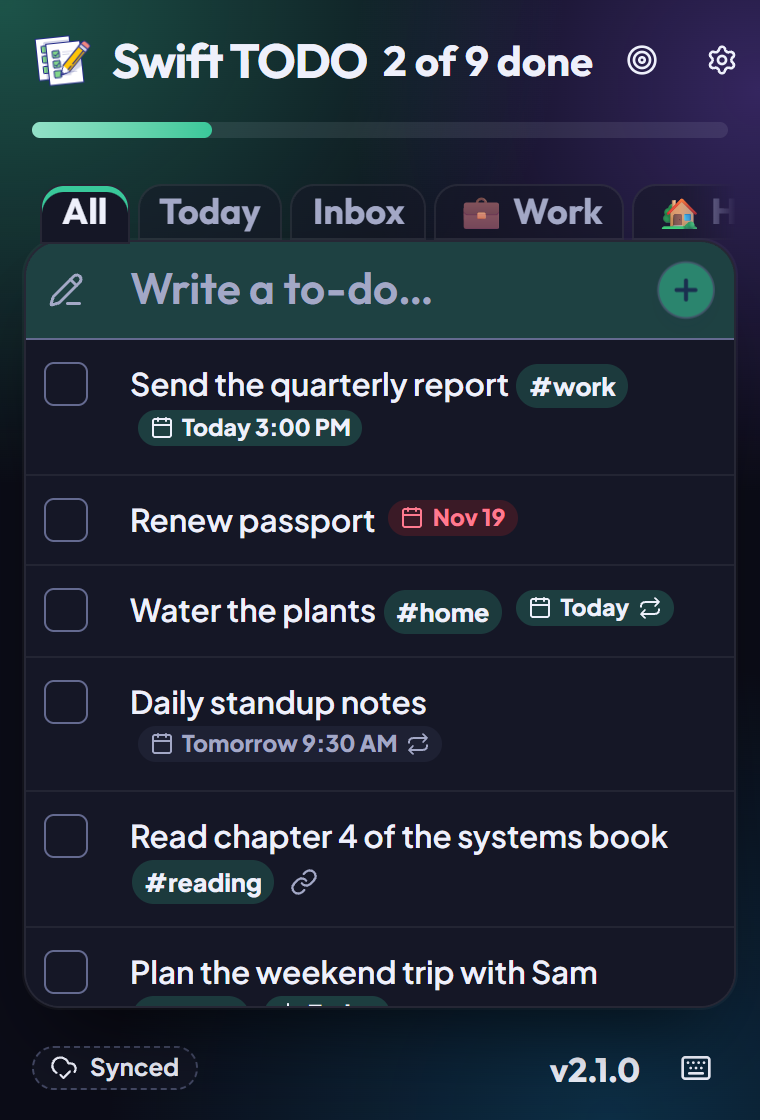 Swift TODO 2 of 9 done
All Today Inbox Work
Write a to-do...
Send the quarterly report #work
Today 3:00 PM
Renew passport Nov 19
Water the plants #home Today
Daily standup notes
Tomorrow 9:30 AM
Read chapter 4 of the systems book
#reading
Plan the weekend trip with Sam
Synced v2.1.0